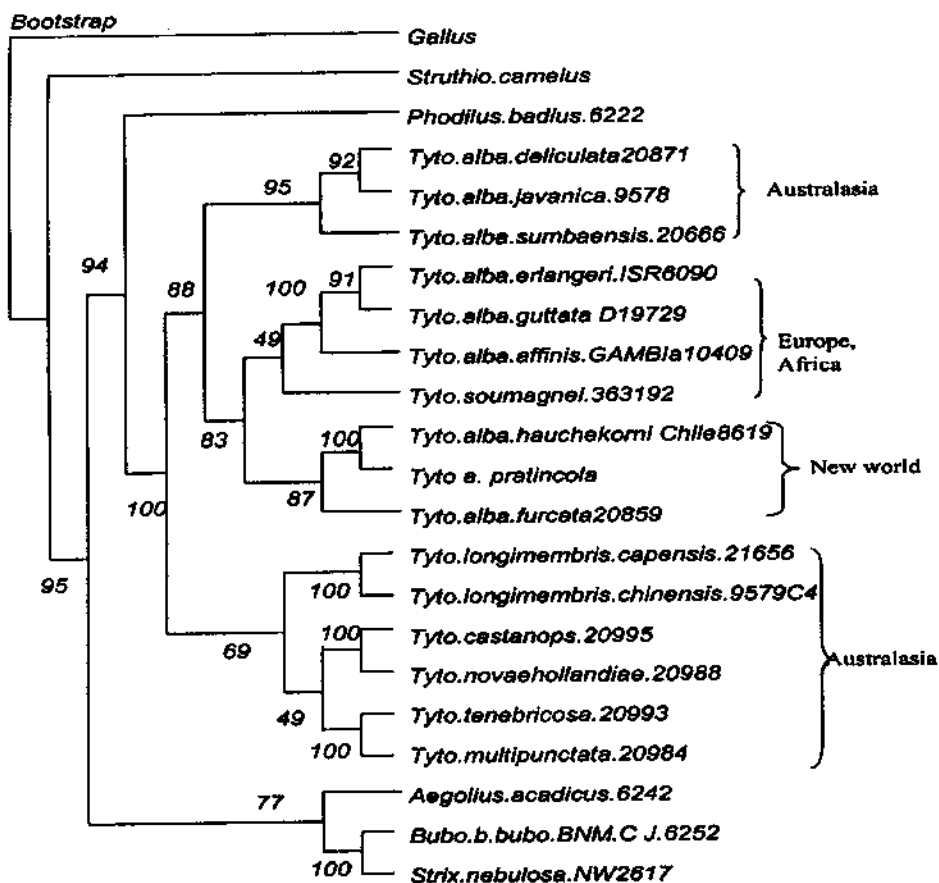 Bootstrap
Gallus
Struthio.camelus
Phodilus.badius.6222
Tyto.alba.deliculata20871
92
95
Tyto.alba.javanica.9578
Australasia
Tyto.alba.sumbaensis.20666
94
Tyto.alba.erlangeri.ISR6090
91
100
88
Tyto.alba.guttata D19729
49
Europe,
Africa
Tyto.alba.affinis.GAMBIa10409
Tyto.soumagnei.363192
Tyto.alba.hauchekorni Chile8619
100
83
Tyto a. pratincola
New world
87
100
Tyto.alba.furcata20859
Tyto.longimembris.capensis.21656
95
100
Tyto.longimembris.chinensis.9579C4
Tyto.castanops.20995
100
69
Australasia
Tyto.novaehollandiae.20988
49
Tyto.tenebricosa.20993
100
Tyto.multipunctata.20984
Aegolius.acadicus.6242
77
Bubo.b.bubo.BNM.C J.6252
100
Strix.nebulosa.NW2617